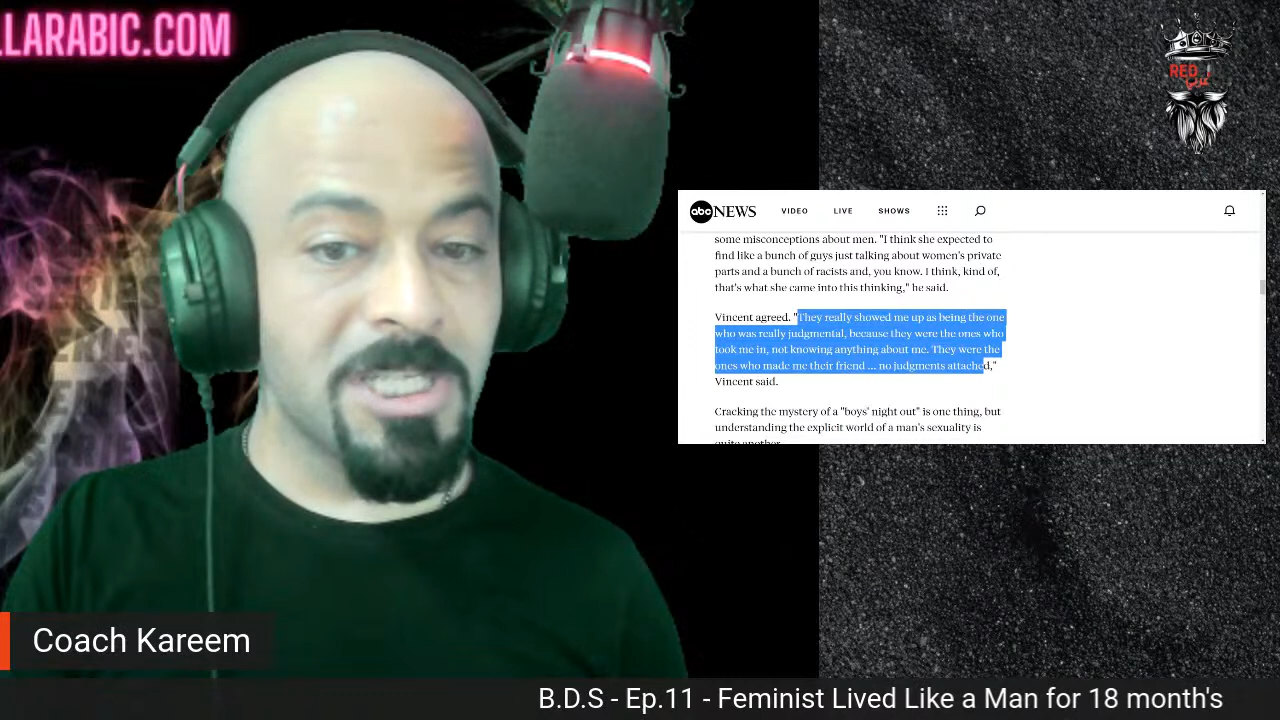 LLARABIC.COM
RED
abc NEWS VIDEO LIVE SHOWS
some misconceptions about men. "I think she expected to
find like a bunch of guys just talking about women's private
parts and a bunch of racists and, you know. I think, kind of,
that's what she came into this thinking," he said.
Vincent agreed. "They really showed me up as being the one
who was really judgmental, because they were the ones who
took me in, not knowing anything about me. They were the
ones who made me their friend ... no judgments attached,"
Vincent said.
Cracking the mystery of a "boys' night out" is one thing, but
understanding the explicit world of a man's sexuality is
quite another.
Coach Kareem
B.D.S - Ep.11 - Feminist Lived Like a Man for 18 month's